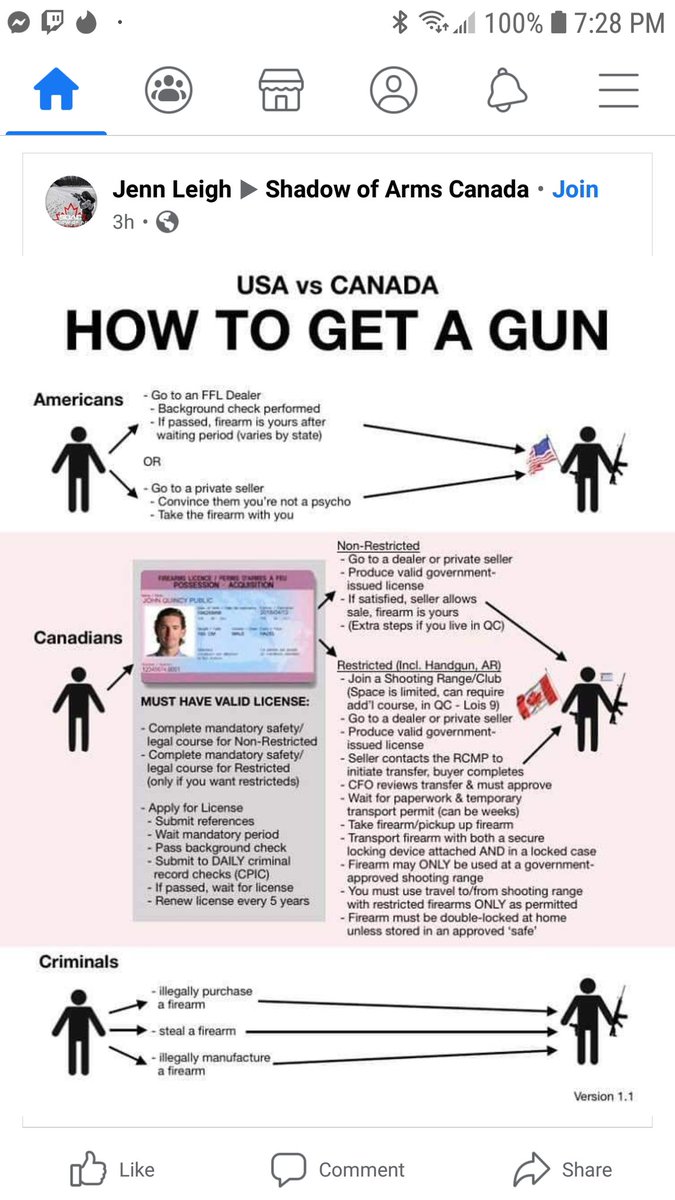 100% 7:28 PM
Jenn Leigh ▶ Shadow of Arms Canada • Join
3h •
USA vs CANADA
HOW TO GET A GUN
Americans
- Go to an FFL Dealer
- Background check performed
- If passed, firearm is yours after
waiting period (varies by state)
OR
- Go to a private seller
- Convince them you're not a psycho
- Take the firearm with you
Canadians
FIREARMS LICENCE / PERMIS D'ARMES A FEU
POSSESSION - ACQUISITION
JOHN QUINCY PUBLIC
MUST HAVE VALID LICENSE:
- Complete mandatory safety/
legal course for Non-Restricted
- Complete mandatory safety/
legal course for Restricted
(only if you want restricteds)
- Apply for License
- Submit references
- Wait mandatory period
- Pass background check
- Submit to DAILY criminal
record checks (CPIC)
- If passed, wait for license
- Renew license every 5 years
Non-Restricted
- Go to a dealer or private seller
- Produce valid government-
issued license
- If satisfied, seller allows
sale, firearm is yours
- (Extra steps if you live in QC)
Restricted (Incl. Handgun, AR)
- Join a Shooting Range/Club
(Space is limited, can require
add'l course, in QC - Lois 9)
- Go to a dealer or private seller
- Produce valid government-
issued license
- Seller contacts the RCMP to
initiate transfer, buyer completes
- CFO reviews transfer & must approve
- Wait for paperwork & temporary
transport permit (can be weeks)
- Take firearm/pickup up firearm
- Transport firearm with both a secure
locking device attached AND in a locked case
- Firearm may ONLY be used at a government-
approved shooting range
- You must use travel to/from shooting range
with restricted firearms ONLY as permitted
- Firearm must be double-locked at home
unless stored in an approved 'safe'
Criminals
- illegally purchase
a firearm
- steal a firearm
- illegally manufacture
a firearm
Version 1.1
Like
Comment
Share